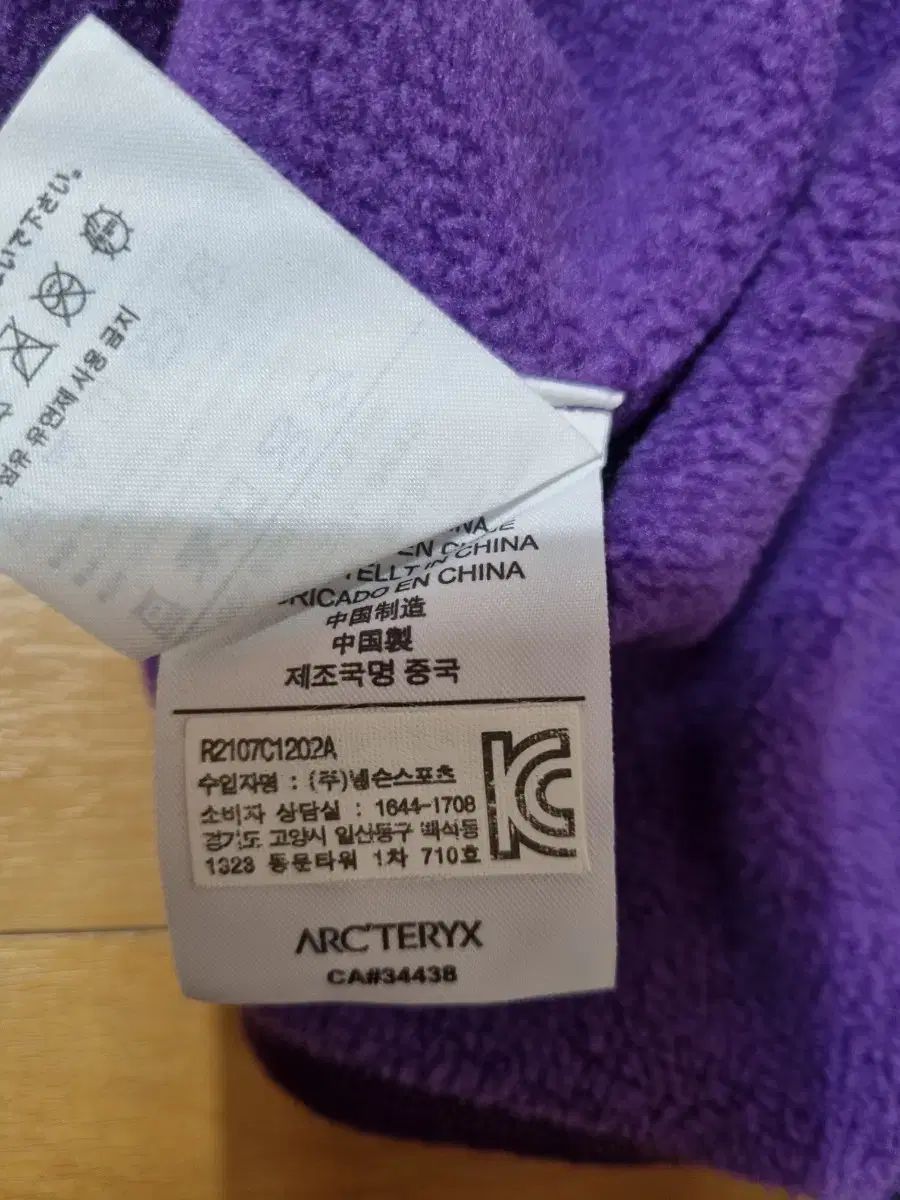 いで下さい。
섬유 유연제 사용 금지
EN CHINA
IN CHINA
EN CHINA
中国制造
中国製
제조국명 중국
R2107C1202A
수입자명 : (주)넬슨스포츠
소비자 상담실 : 1644-1708
경기도 고양시 일산동구 백석동
1323 동문타워 1차 710호
ARC'TERYX
CA#34438